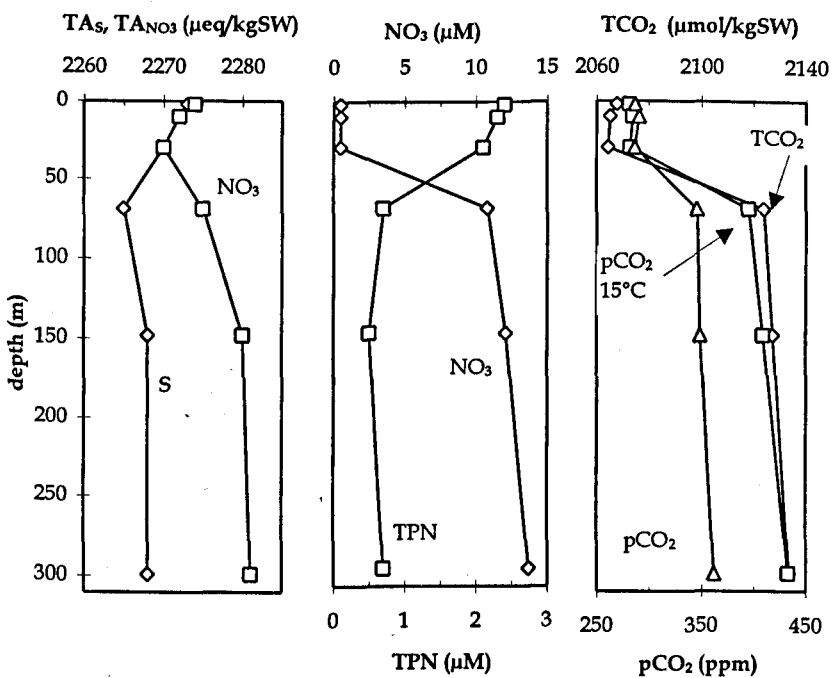 TAS, TANO3 (μeq/kgSW)
2260 2270 2280
NO3 (μM)
0 5 10 15
TCO2 (μmol/kgSW)
2060 2100 2140
0
50
100
150
200
250
300
depth (m)
NO3
S
NO3
TPN
TCO2
pCO2
15°C
pCO2
0 1 2 3
TPN (μM)
250 350 450
pCO2 (ppm)